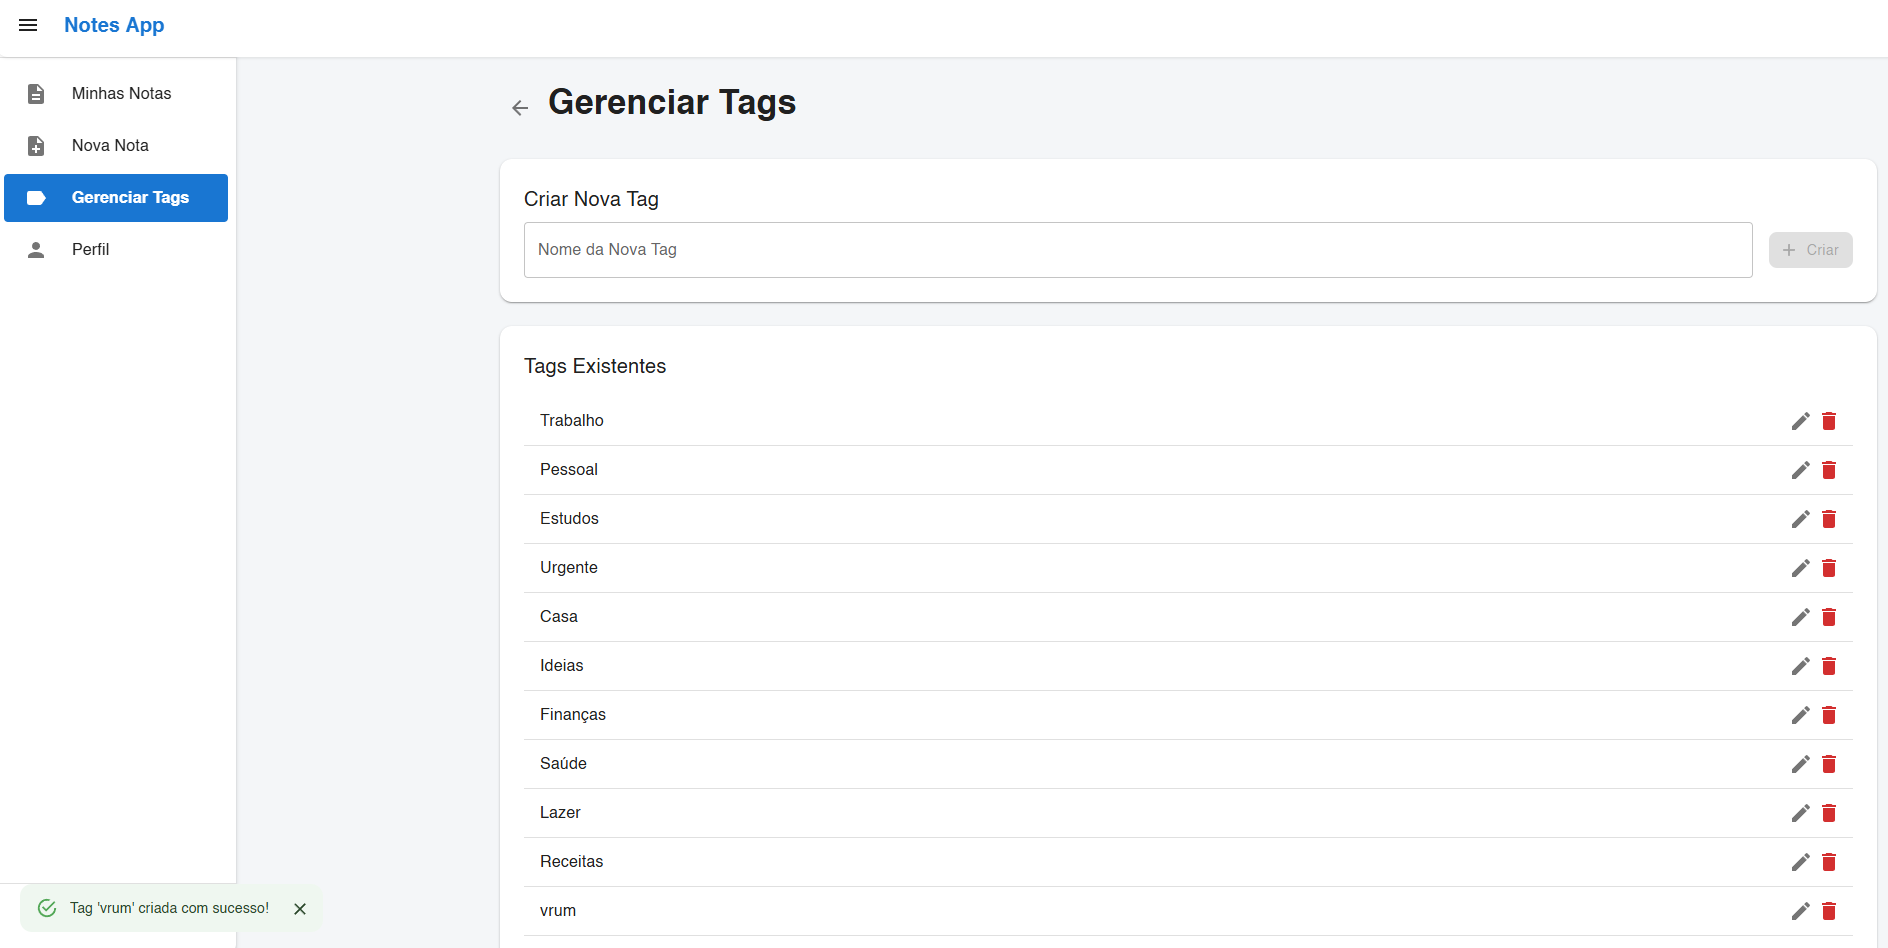 Notes App
Minhas Notas
Nova Nota
Gerenciar Tags
Perfil
Gerenciar Tags
Criar Nova Tag
Nome da Nova Tag
Criar
Tags Existentes
Trabalho
Pessoal
Estudos
Urgente
Casa
Ideias
Finanças
Saúde
Lazer
Receitas
vrum
Tag 'vrum' criada com sucesso!